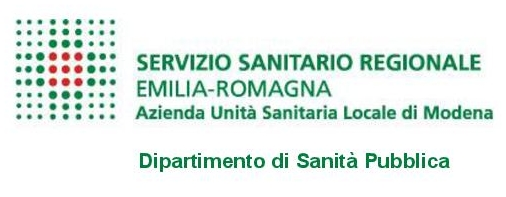 SERVIZIO SANITARIO REGIONALE
EMILIA-ROMAGNA
Azienda Unità Sanitaria Locale di Modena
Dipartimento di Sanità Pubblica